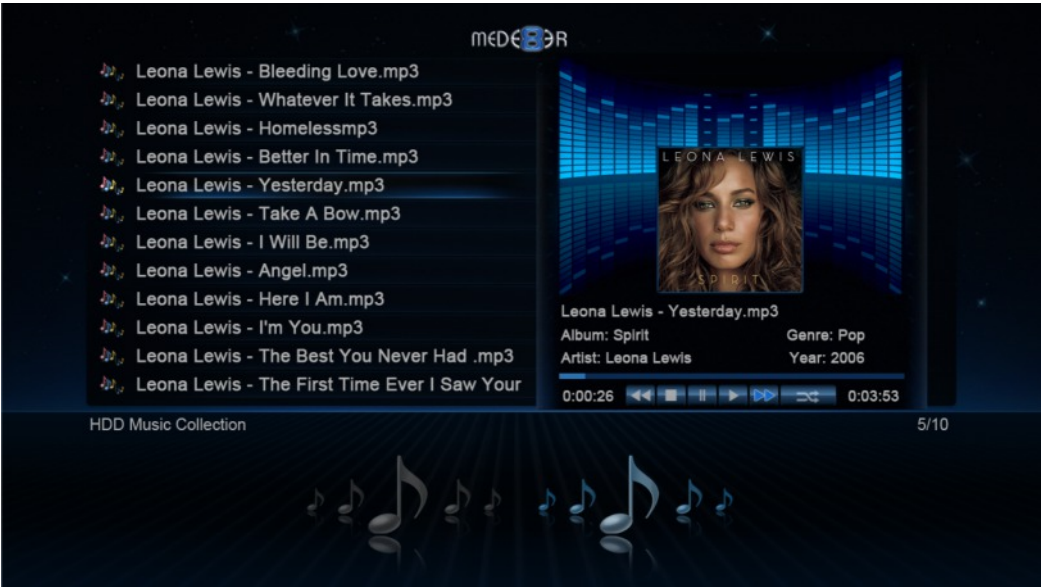 MEDE8ER
Leona Lewis - Bleeding Love.mp3
Leona Lewis - Whatever It Takes.mp3
Leona Lewis - Homelessmp3
Leona Lewis - Better In Time.mp3
Leona Lewis - Yesterday.mp3
Leona Lewis - Take A Bow.mp3
Leona Lewis - I Will Be.mp3
Leona Lewis - Angel.mp3
Leona Lewis - Here I Am.mp3
Leona Lewis - I'm You.mp3
Leona Lewis - The Best You Never Had .mp3
Leona Lewis - The First Time Ever I Saw Your
LEONA LEWIS
SPIRIT
Leona Lewis - Yesterday.mp3
Album: Spirit Genre: Pop
Artist: Leona Lewis Year: 2006
0:00:26 0:03:53
HDD Music Collection 5/10